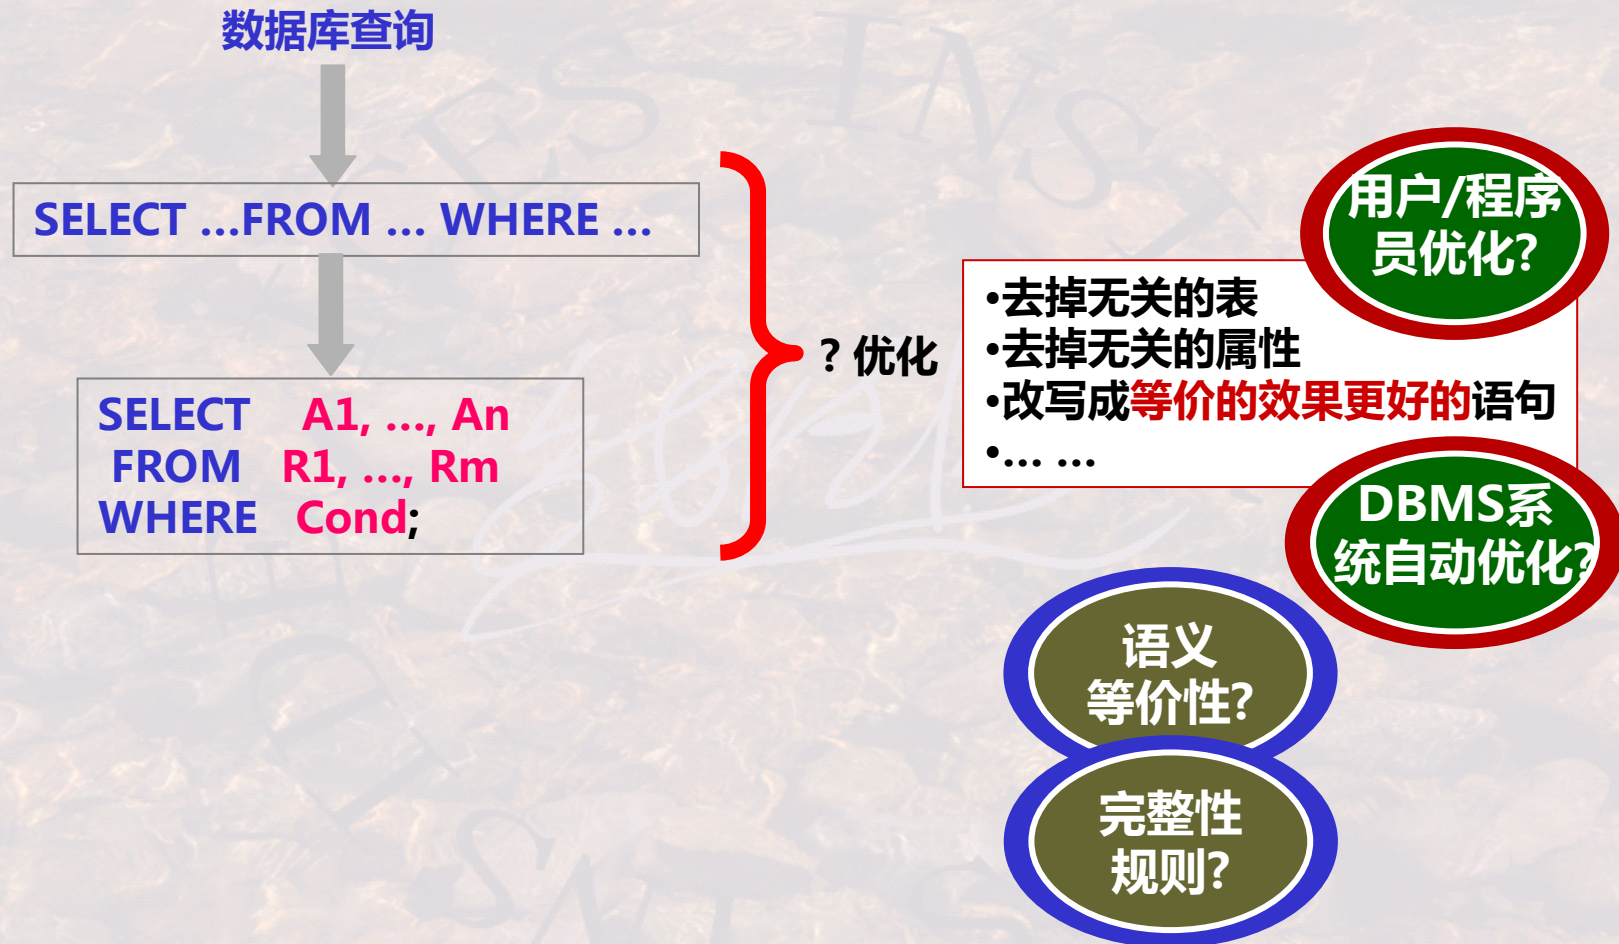 数据库查询
SELECT ...FROM ... WHERE ...
SELECT A1, ..., An
FROM R1, ..., Rm
WHERE Cond;
? 优化
用户/程序
员优化?
•去掉无关的表
•去掉无关的属性
•改写成等价的效果更好的语句
•... ...
DBMS系
统自动优化?
语义
等价性?
完整性
规则?